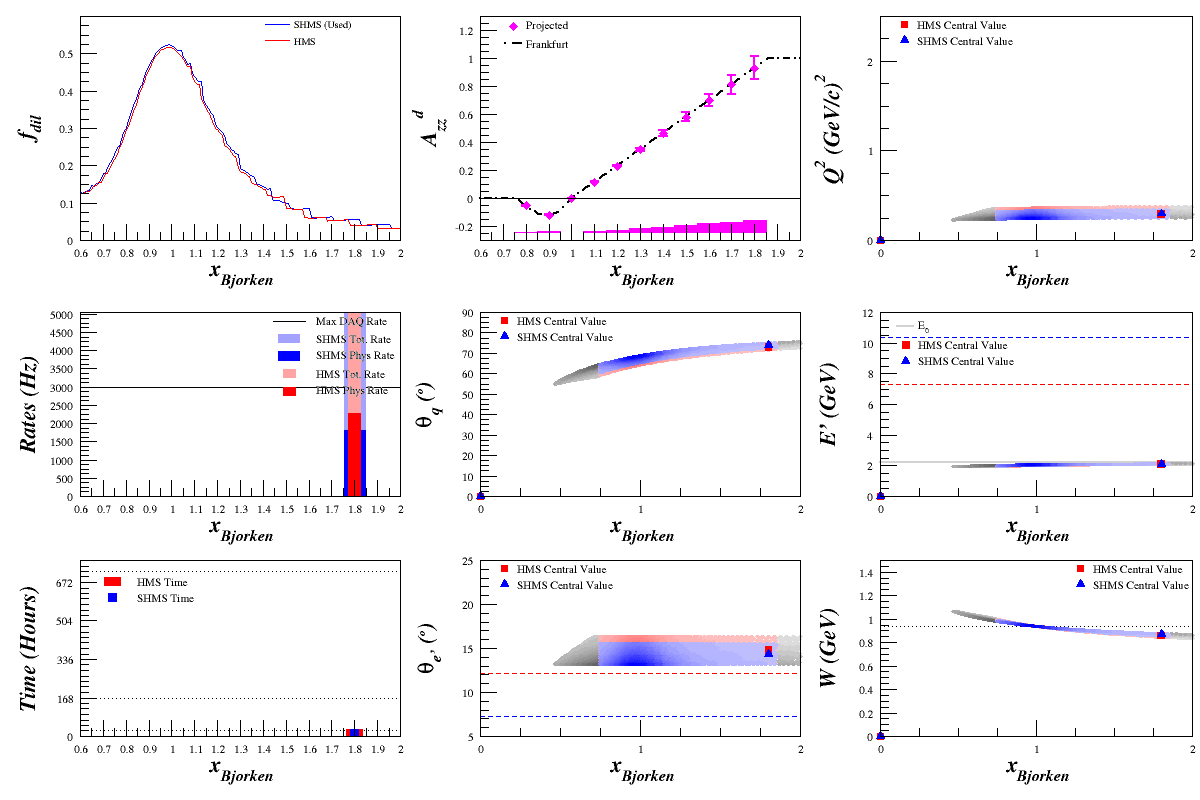 SHMS (Used)
HMS
f_dil
0.5
0.4
0.3
0.2
0.1
0
0.6 0.7 0.8 0.9 1 1.1 1.2 1.3 1.4 1.5 1.6 1.7 1.8 1.9 2
x_Bjorken
Projected
Frankfurt
A_zz^d
1.2
1
0.8
0.6
0.4
0.2
0
-0.2
0.6 0.7 0.8 0.9 1 1.1 1.2 1.3 1.4 1.5 1.6 1.7 1.8 1.9 2
x_Bjorken
HMS Central Value
SHMS Central Value
Q^2 (GeV/c)^2
2
1
0
0 1 2
x_Bjorken
Max DAQ Rate
SHMS Tot. Rate
SHMS Phys Rate
HMS Tot. Rate
HMS Phys Rate
Rates (Hz)
5000
4500
4000
3500
3000
2500
2000
1500
1000
500
0
0.6 0.7 0.8 0.9 1 1.1 1.2 1.3 1.4 1.5 1.6 1.7 1.8 1.9 2
x_Bjorken
HMS Central Value
SHMS Central Value
θ_q (°)
90
80
70
60
50
40
30
20
10
0
0 1 2
x_Bjorken
E_0
HMS Central Value
SHMS Central Value
E' (GeV)
12
10
8
6
4
2
0
0 1 2
x_Bjorken
HMS Time
SHMS Time
Time (Hours)
672
504
336
168
0
0.6 0.7 0.8 0.9 1 1.1 1.2 1.3 1.4 1.5 1.6 1.7 1.8 1.9 2
x_Bjorken
HMS Central Value
SHMS Central Value
θ_e' (°)
25
20
15
10
5
0 1 2
x_Bjorken
HMS Central Value
SHMS Central Value
W (GeV)
1.4
1.2
1
0.8
0.6
0.4
0.2
0
0 1 2
x_Bjorken